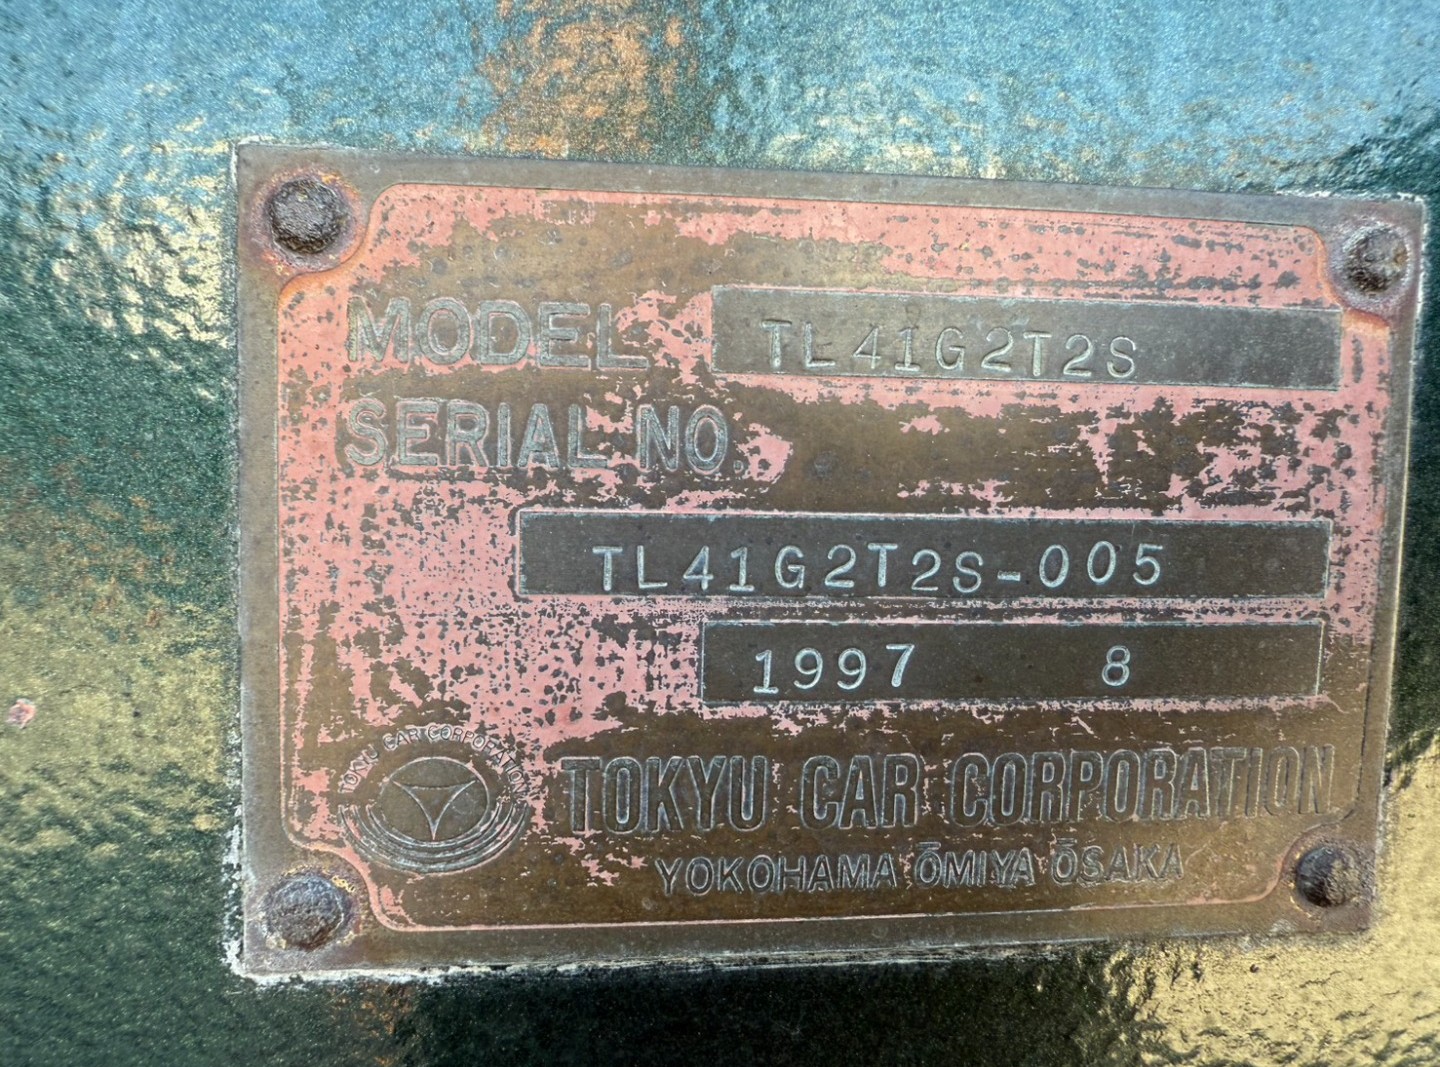 MODEL TL41G2T2S
SERIAL NO.
TL41G2T2S-005
1997 8
TOKYU CAR CORPORATION
TOKYU CAR CORPORATION
YOKOHAMA ŌMIYA ŌSAKA